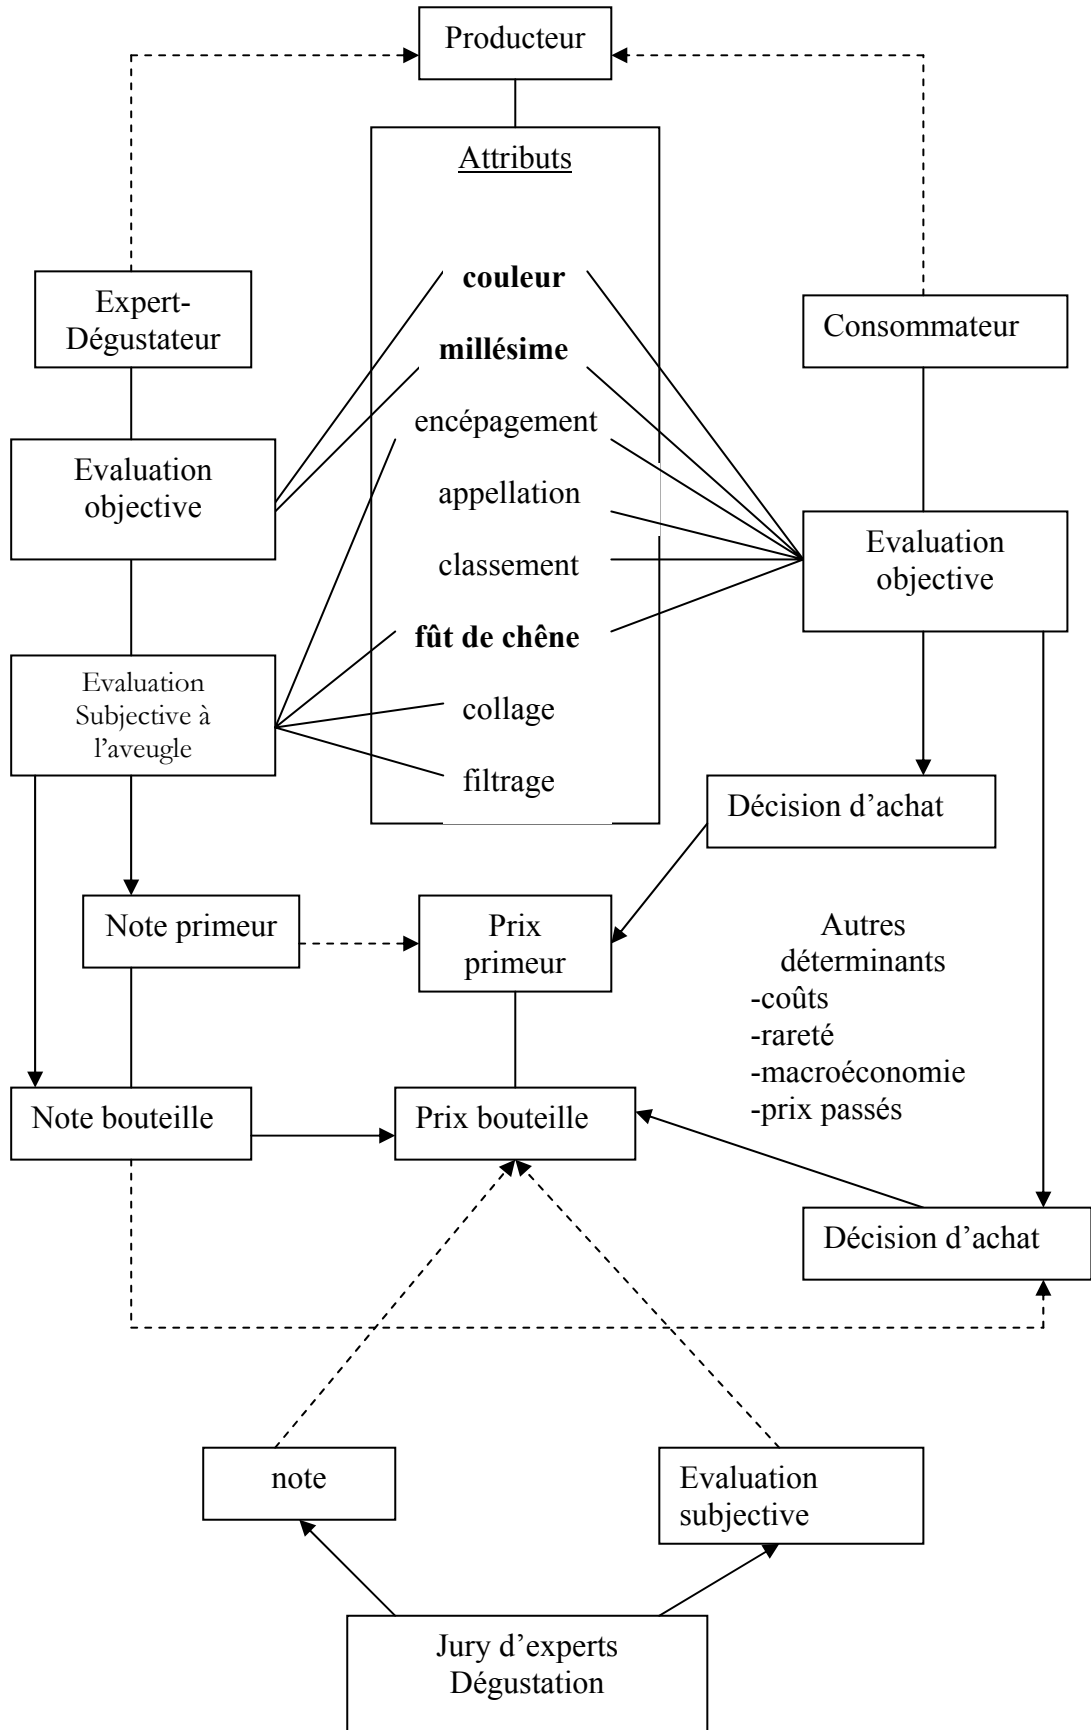 Producteur
Attributs
couleur
millésime
encépagement
appellation
classement
fût de chêne
collage
filtrage
Expert-
Dégustateur
Consommateur
Evaluation
objective
Evaluation
objective
Evaluation
Subjective à
l’aveugle
Décision d’achat
Note primeur
Prix
primeur
Autres
déterminants
-coûts
-rareté
-macroéconomie
-prix passés
Note bouteille
Prix bouteille
Décision d’achat
note
Evaluation
subjective
Jury d’experts
Dégustation